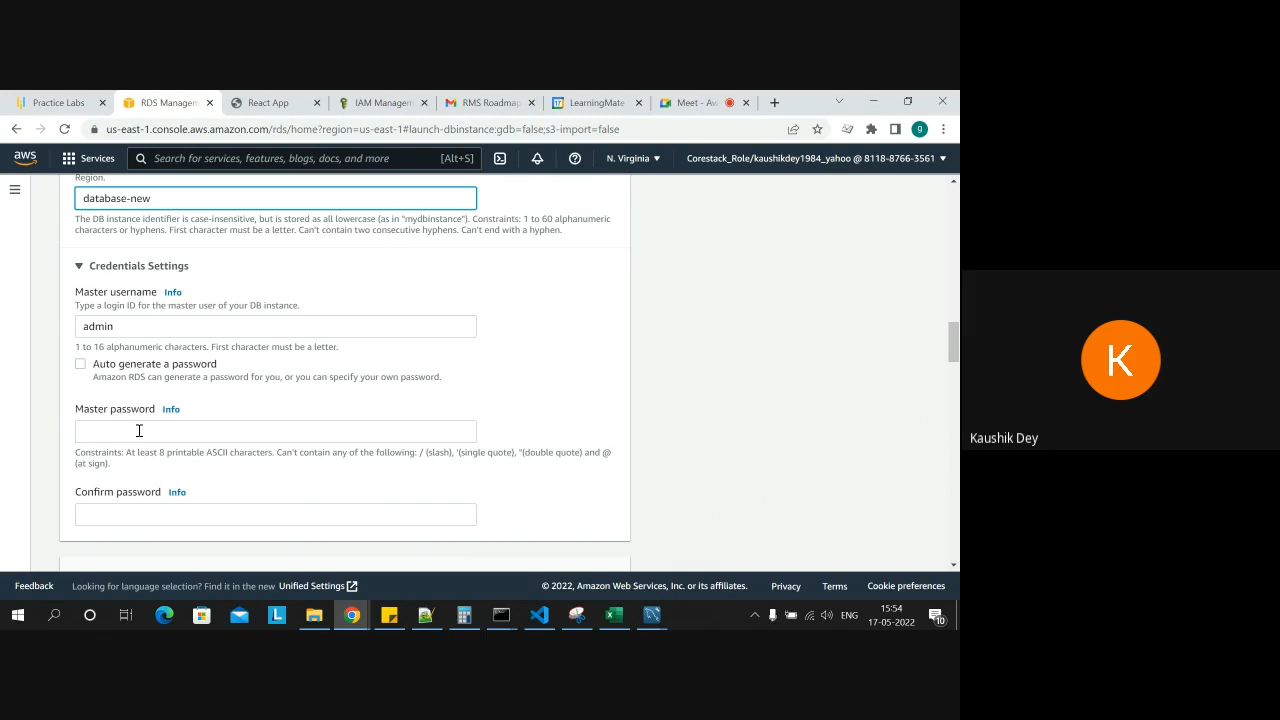 Practice Labs
RDS Managem
React App
IAM Managem
RMS Roadmap
LearningMate
Meet - Aw
us-east-1.console.aws.amazon.com/rds/home?region=us-east-1#launch-dbinstance:gdb=false;s3-import=false
g
aws
Services
Search for services, features, blogs, docs, and more
[Alt+S]
N. Virginia
Corestack_Role/kaushikdey1984_yahoo @ 8118-8766-3561
Region.
database-new
The DB instance identifier is case-insensitive, but is stored as all lowercase (as in "mydbinstance"). Constraints: 1 to 60 alphanumeric
characters or hyphens. First character must be a letter. Can't contain two consecutive hyphens. Can't end with a hyphen.
Credentials Settings
Master username Info
Type a login ID for the master user of your DB instance.
admin
1 to 16 alphanumeric characters. First character must be a letter.
Auto generate a password
Amazon RDS can generate a password for you, or you can specify your own password.
Master password Info
Constraints: At least 8 printable ASCII characters. Can't contain any of the following: / (slash), '(single quote), "(double quote) and @
(at sign).
Confirm password Info
K
Kaushik Dey
Feedback
Looking for language selection? Find it in the new Unified Settings
© 2022, Amazon Web Services, Inc. or its affiliates.
Privacy
Terms
Cookie preferences
L
ENG
15:54
17-05-2022
10